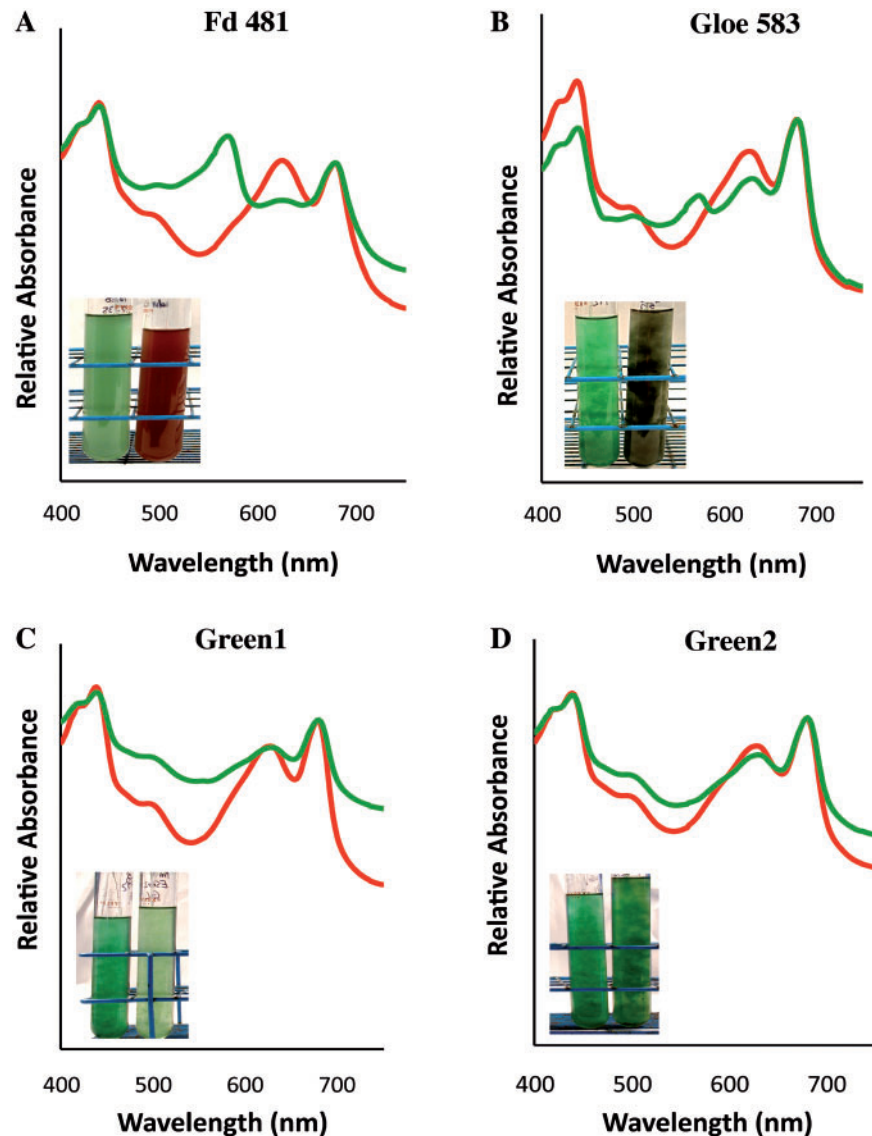 A
Fd 481
Relative Absorbance
400 500 600 700
Wavelength (nm)
B
Gloe 583
Relative Absorbance
400 500 600 700
Wavelength (nm)
C
Green1
Relative Absorbance
400 500 600 700
Wavelength (nm)
D
Green2
Relative Absorbance
400 500 600 700
Wavelength (nm)